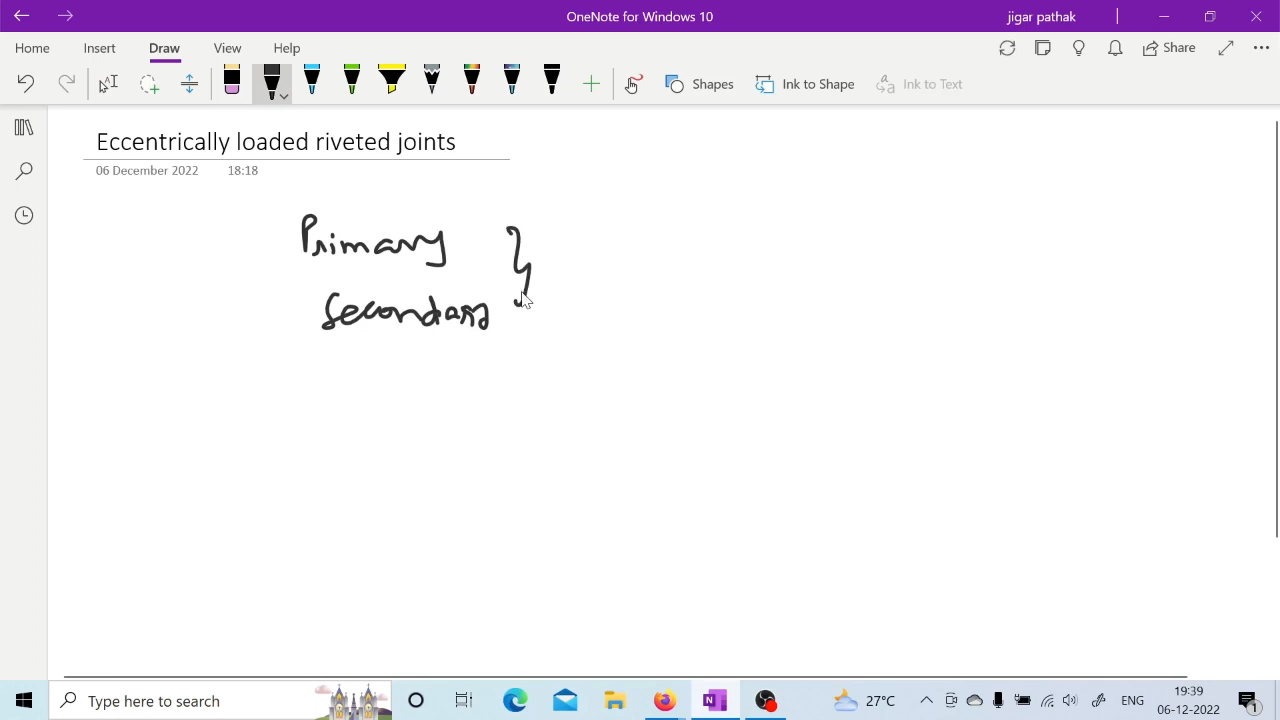 OneNote for Windows 10
jigar pathak
Home Insert Draw View Help
Share
Shapes Ink to Shape Ink to Text
Eccentrically loaded riveted joints
06 December 2022 18:18
Primary
Secondary
Type here to search
27°C
ENG
19:39
06-12-2022
1